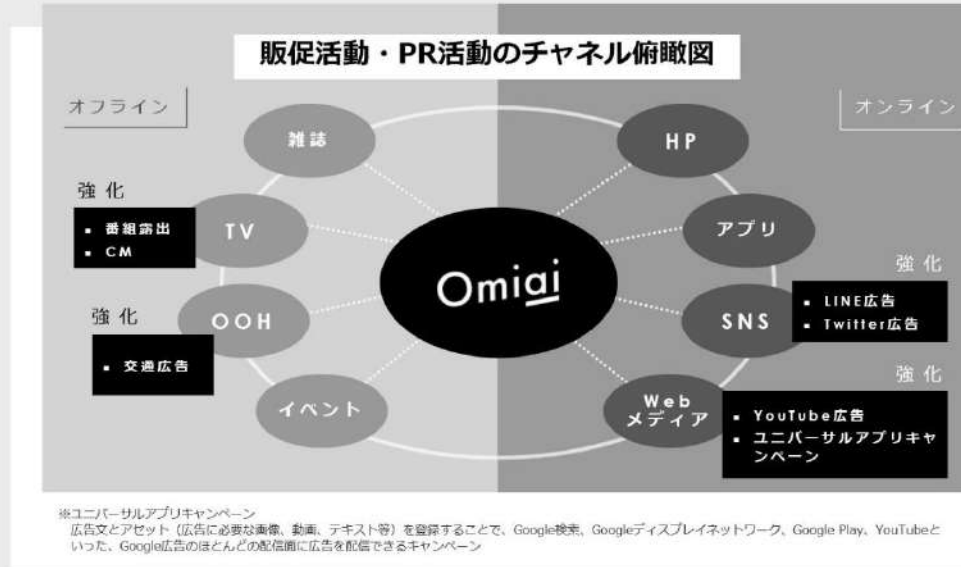 販促活動・PR活動のチャネル俯瞰図
オフライン
オンライン
雑誌
HP
強化
▪ 番組露出
▪ CM
TV
アプリ
Omiai
強化
▪ 交通広告
OOH
SNS
強化
▪ LINE広告
▪ Twitter広告
イベント
Web
メディア
強化
▪ YouTube広告
▪ ユニバーサルアプリキャ
ンペーン
※ユニバーサルアプリキャンペーン
広告文とアセット（広告に必要な画像、動画、テキスト等）を登録することで、Google検索、Googleディスプレイネットワーク、Google Play、YouTubeと
いった、Google広告のほとんどの配信面に広告を配信できるキャンペーン